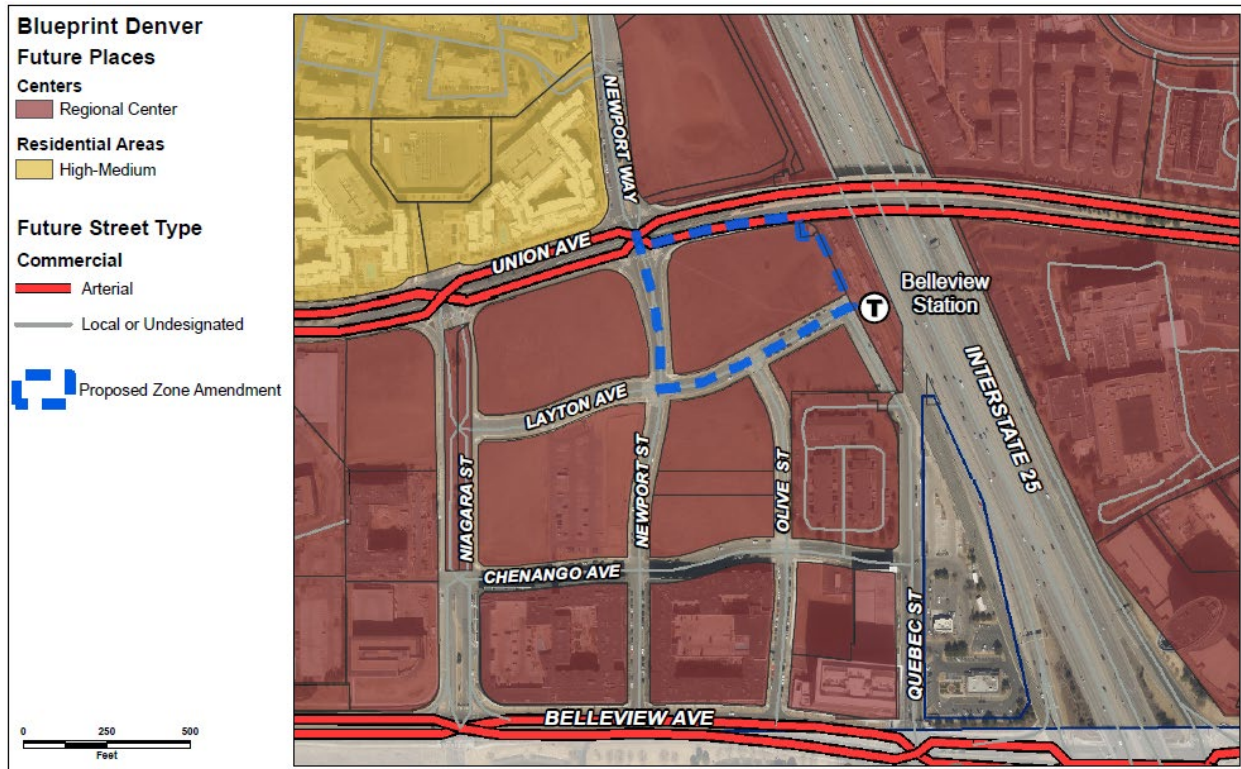 Blueprint Denver
Future Places
Centers
Regional Center
Residential Areas
High-Medium
Future Street Type
Commercial
Arterial
Local or Undesignated
Proposed Zone Amendment
0 250 500
Feet
NEWPORT WAY
UNION AVE
Belleview
Station
T
INTERSTATE 25
LAYTON AVE
NIAGARA ST
NEWPORT ST
OLIVE ST
CHENANGO AVE
QUEBEC ST
BELLEVIEW AVE